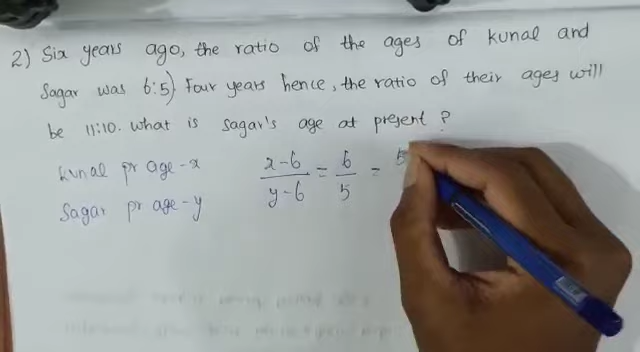 2) Six years ago, the ratio of the ages of Kunal and
Sagar was 6:5) Four years hence, the ratio of their ages will
be 11:10. What is Sagar's age at present ?
Kunal pr age - x
Sagar pr age - y
x-6/y-6 = 6/5 = 5